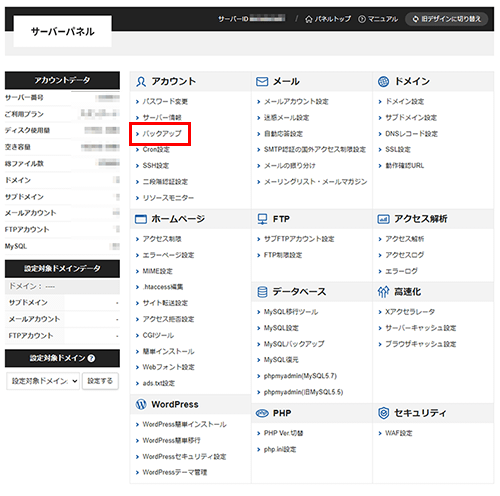 サーバーパネル
サーバーID
パネルトップ
マニュアル
旧デザインに切り替え
アカウントデータ
サーバー番号
ご利用プラン
ディスク使用量
空き容量
総ファイル数
ドメイン
サブドメイン
メールアカウント
FTPアカウント
MySQL
設定対象ドメインデータ
ドメイン： ----
サブドメイン -
メールアカウント -
FTPアカウント -
設定対象ドメイン ?
設定対象ドメイン 設定する
アカウント
パスワード変更
サーバー情報
バックアップ
Cron設定
SSH設定
二段階認証設定
リソースモニター
メール
メールアカウント設定
迷惑メール設定
自動応答設定
SMTP認証の国外アクセス制限設定
メールの振り分け
メーリングリスト・メールマガジン
ドメイン
ドメイン設定
サブドメイン設定
DNSレコード設定
SSL設定
動作確認URL
ホームページ
アクセス制限
エラーページ設定
MIME設定
.htaccess編集
サイト転送設定
アクセス拒否設定
CGIツール
簡単インストール
Webフォント設定
ads.txt設定
FTP
サブFTPアカウント設定
FTP制限設定
アクセス解析
アクセス解析
アクセスログ
エラーログ
データベース
MySQL移行ツール
MySQL設定
MySQLバックアップ
MySQL復元
phpmyadmin(MySQL5.7)
phpmyadmin(旧MySQL5.5)
高速化
Xアクセラレータ
サーバーキャッシュ設定
ブラウザキャッシュ設定
WordPress
WordPress簡単インストール
WordPress簡単移行
WordPressセキュリティ設定
WordPressテーマ管理
PHP
PHP Ver.切替
php.ini設定
セキュリティ
WAF設定